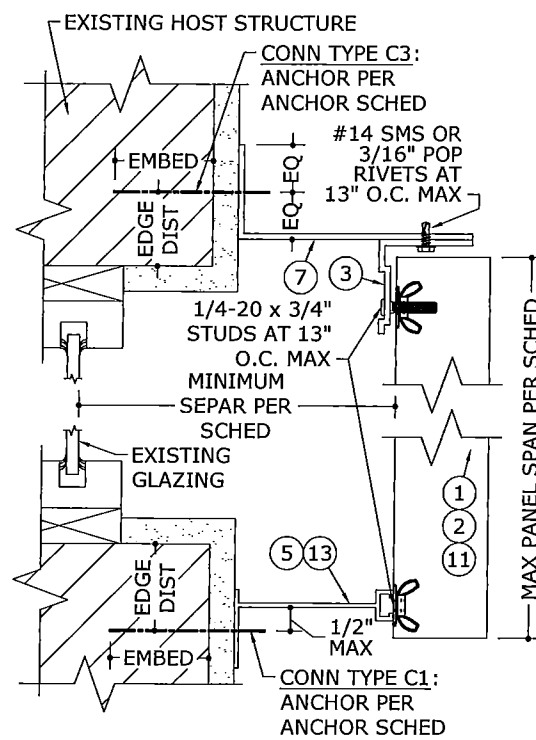 EXISTING HOST STRUCTURE
CONN TYPE C3:
ANCHOR PER
ANCHOR SCHED
#14 SMS OR
3/16" POP
RIVETS AT
13" O.C. MAX
EMBED
EQ
EQ
EDGE
DIST
7
3
1/4-20 x 3/4"
STUDS AT 13"
O.C. MAX
MINIMUM
SEPAR PER
SCHED
EXISTING
GLAZING
MAX PANEL SPAN PER SCHED
1
2
11
5 13
EDGE
DIST
EMBED
1/2"
MAX
CONN TYPE C1:
ANCHOR PER
ANCHOR SCHED